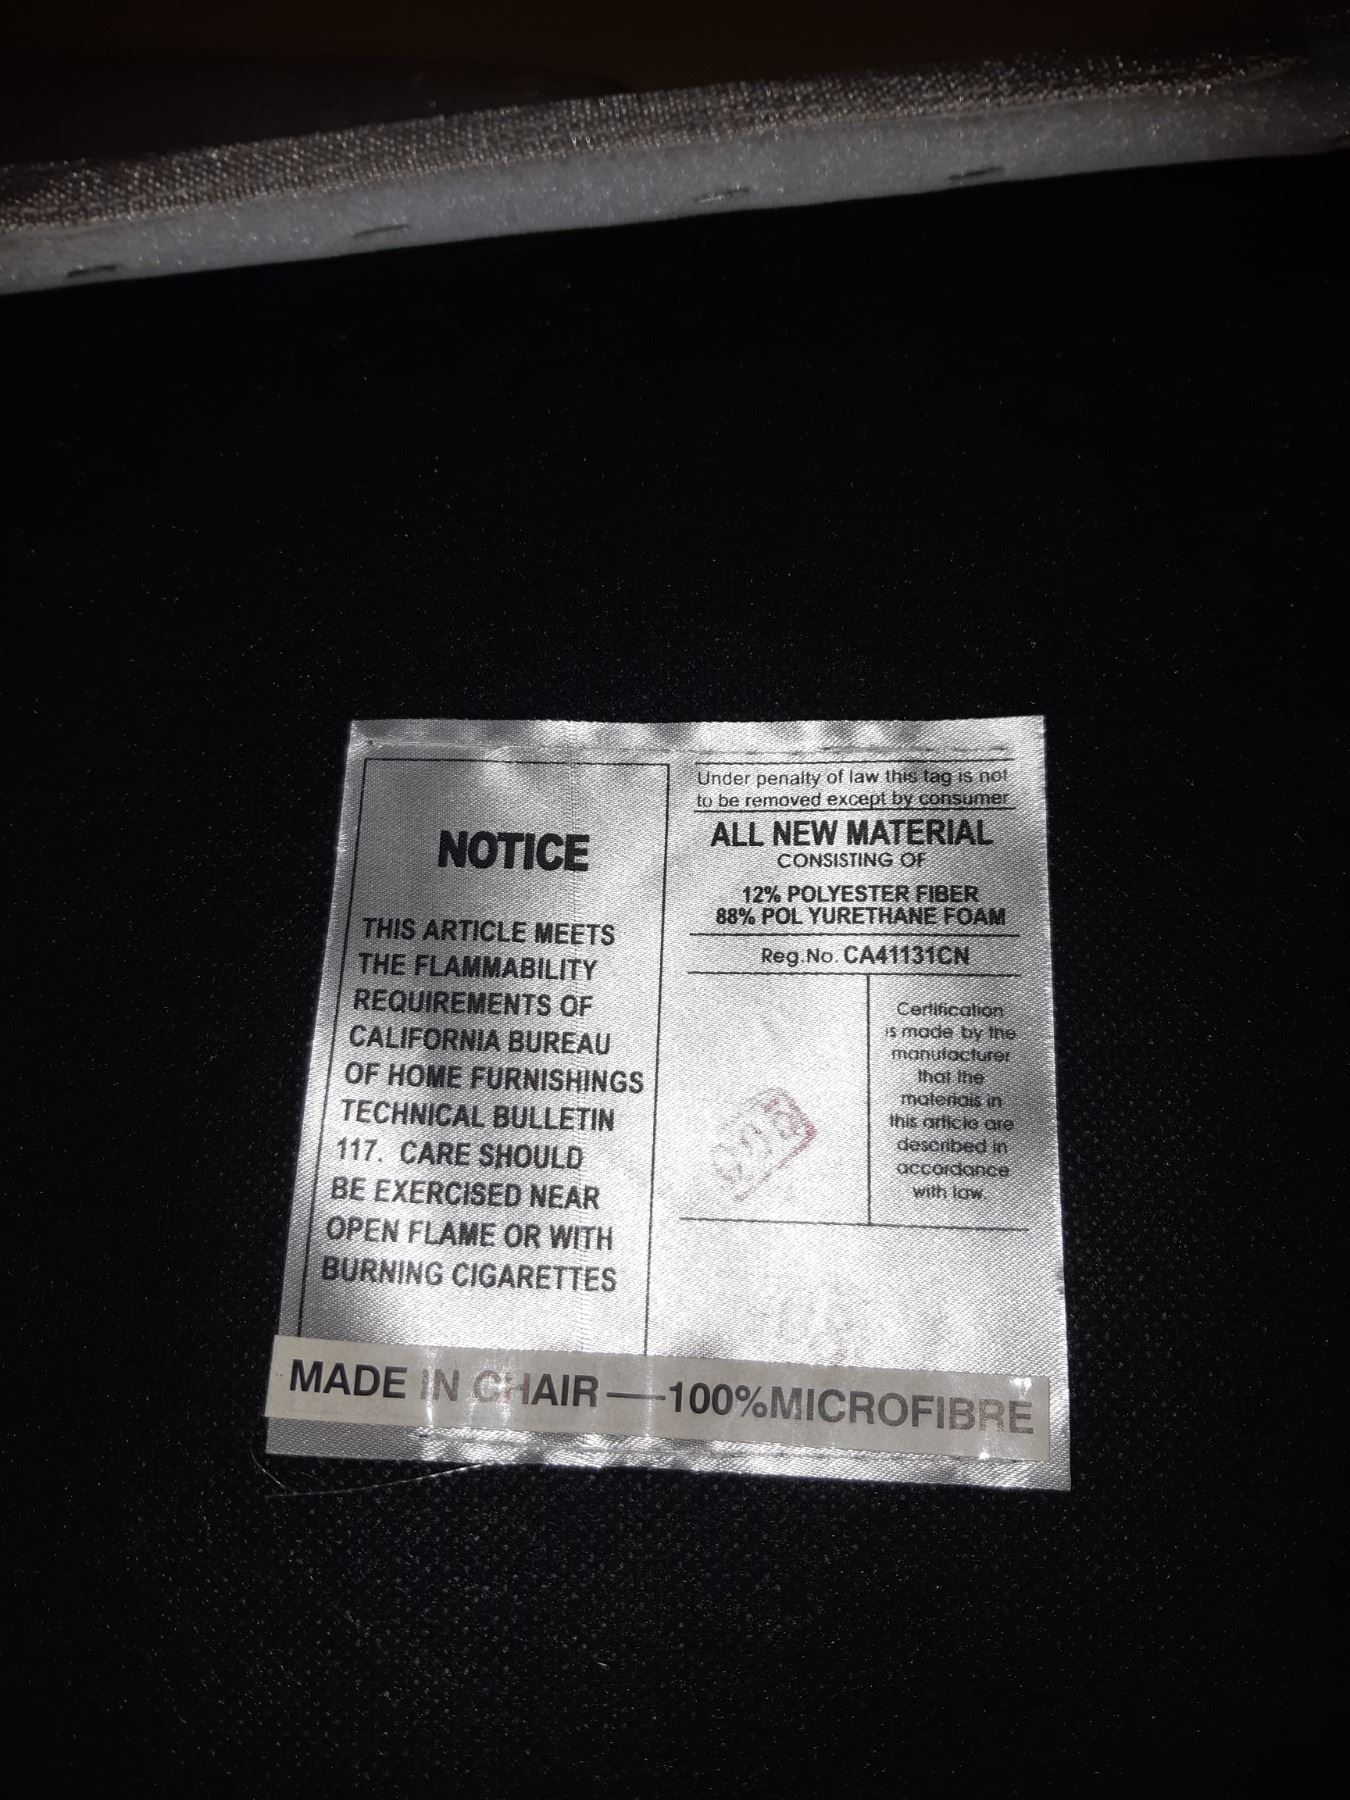 NOTICE
THIS ARTICLE MEETS
THE FLAMMABILITY
REQUIREMENTS OF
CALIFORNIA BUREAU
OF HOME FURNISHINGS
TECHNICAL BULLETIN
117. CARE SHOULD
BE EXERCISED NEAR
OPEN FLAME OR WITH
BURNING CIGARETTES
Under penalty of law this tag is not
to be removed except by consumer
ALL NEW MATERIAL
CONSISTING OF
12% POLYESTER FIBER
88% POL YURETHANE FOAM
Reg.No. CA41131CN
Certification
is made by the
manufacturer
that the
materials in
this article are
described in
accordance
with law.
MADE IN CHAIR—100%MICROFIBRE